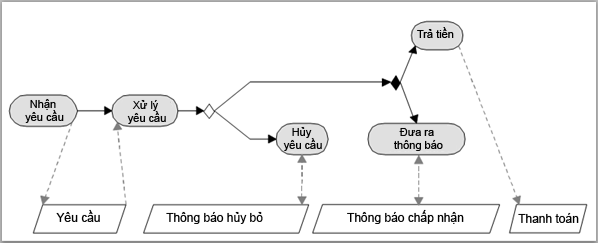 Trả tiền
Nhận
yêu cầu
Xử lý
yêu cầu
Hủy
yêu cầu
Đưa ra
thông báo
Yêu cầu
Thông báo hủy bỏ
Thông báo chấp nhận
Thanh toán